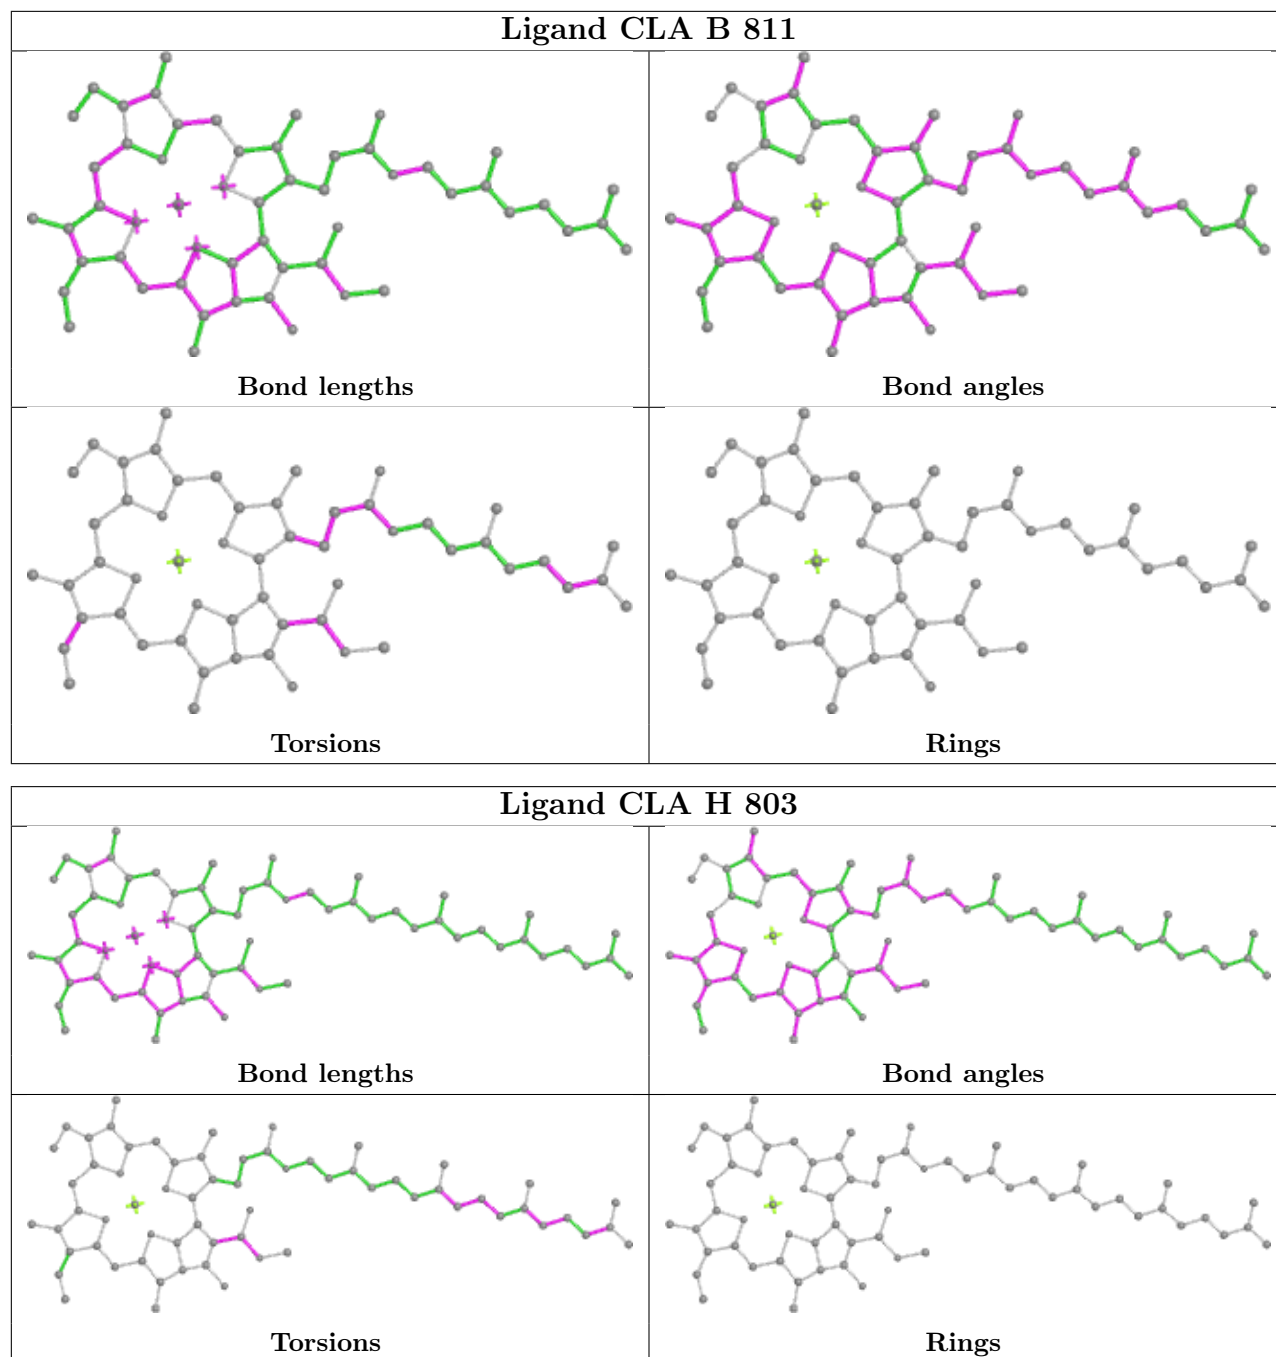 Ligand CLA B 811
Bond lengths
Bond angles
Torsions
Rings
Ligand CLA H 803
Bond lengths
Bond angles
Torsions
Rings